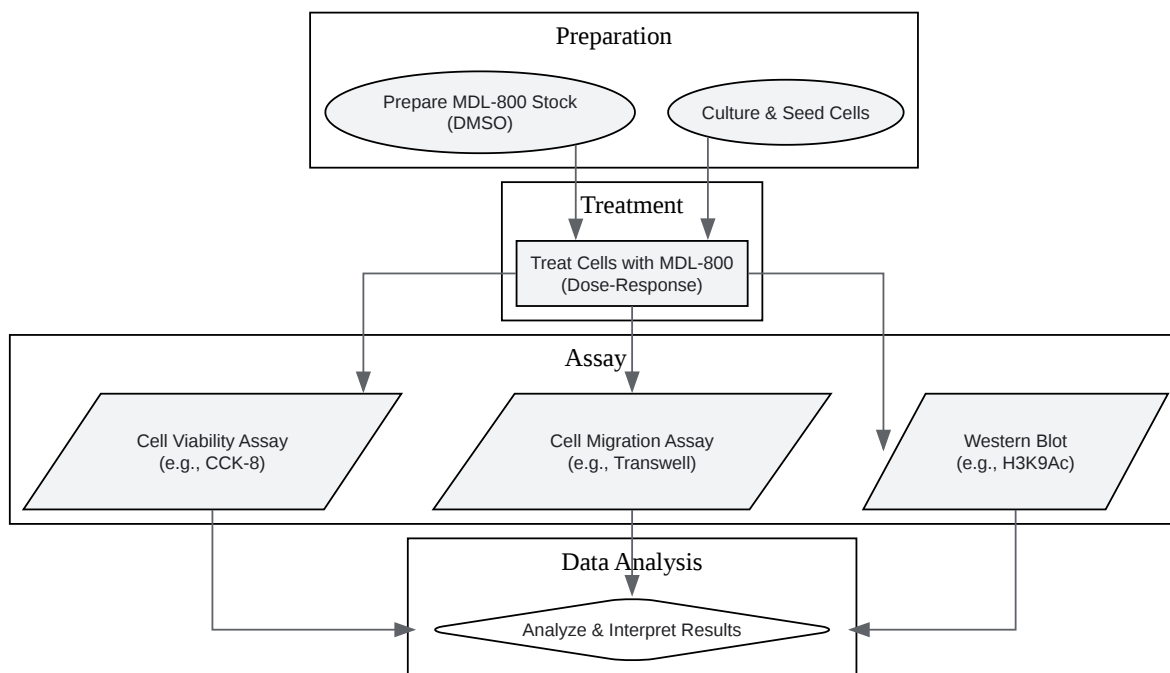 Preparation
Prepare MDL-800 Stock
(DMSO)
Culture & Seed Cells
Treatment
Treat Cells with MDL-800
(Dose-Response)
Assay
Cell Viability Assay
(e.g., CCK-8)
Cell Migration Assay
(e.g., Transwell)
Western Blot
(e.g., H3K9Ac)
Data Analysis
Analyze & Interpret Results